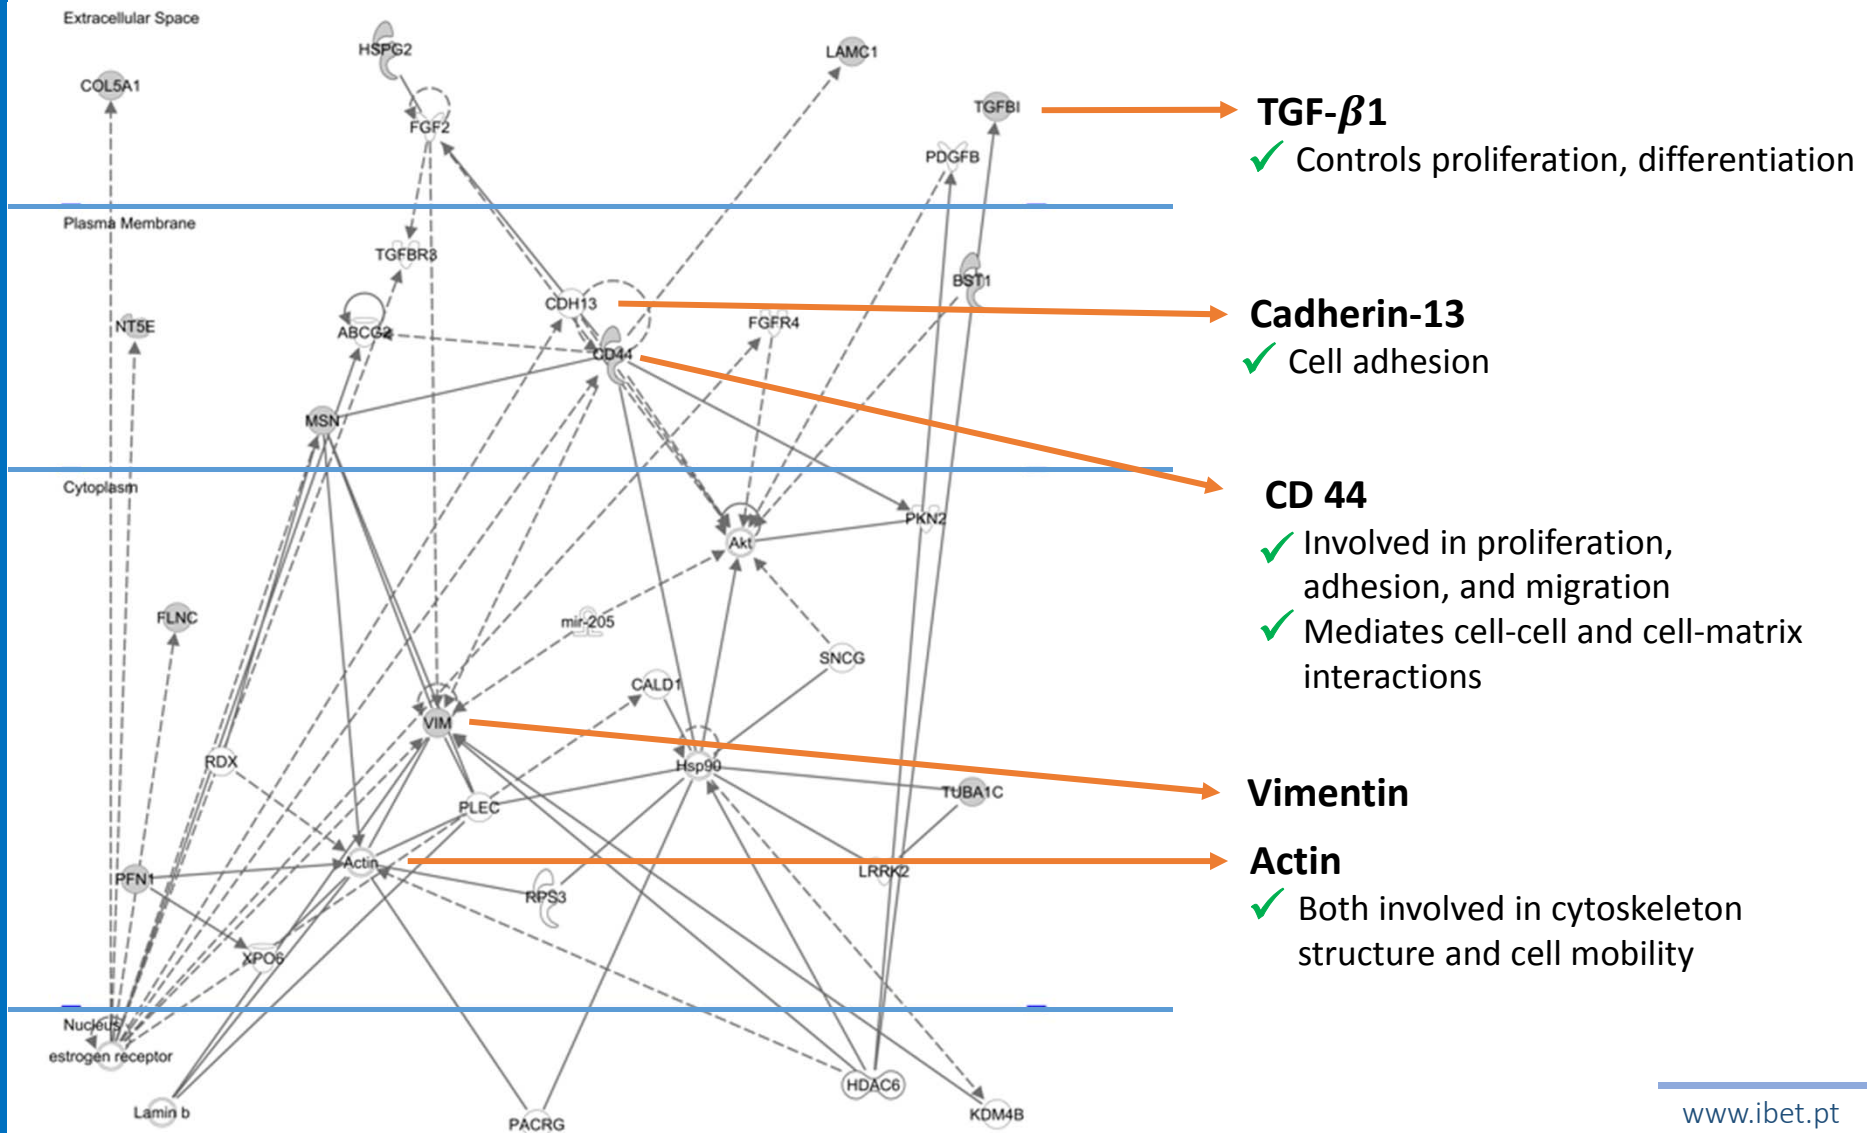 Extracellular Space
HSPG2
LAMC1
COL5A1
TGFBI
FGF2
PDGFB
TGF-β1
Controls proliferation, differentiation
Plasma Membrane
TGFBR3
BST1
CDH13
NT5E
ABCG2
FGFR4
CD44
Cadherin-13
Cell adhesion
MSN
Cytoplasm
PKN2
Akt
CD 44
Involved in proliferation,
adhesion, and migration
Mediates cell-cell and cell-matrix
interactions
FLNC
mir-205
SNCG
CALD1
VIM
RDX
Hsp90
TUBA1C
PLEC
Vimentin
Actin
PFN1
LRRK2
RPS3
Actin
Both involved in cytoskeleton
structure and cell mobility
XPO6
Nucleus
estrogen receptor
HDAC6
Lamin b
PACRG
KDM4B
www.ibet.pt